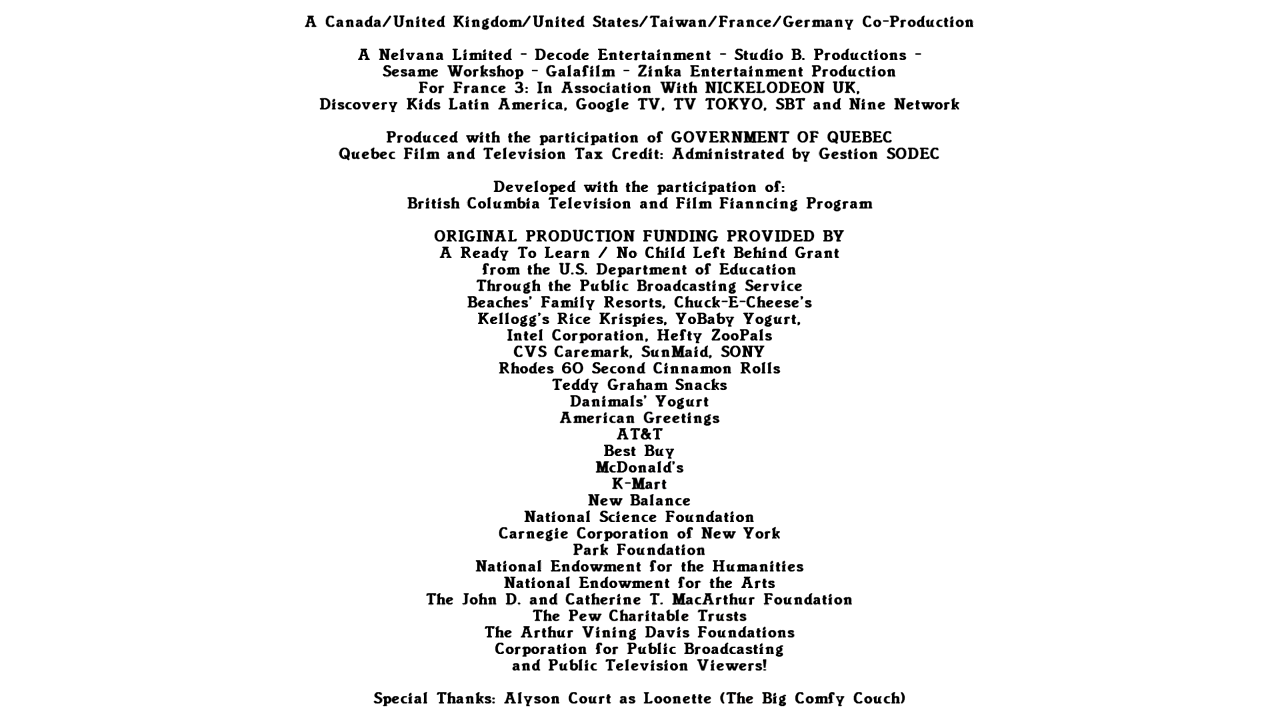 A Canada/United Kingdom/United States/Taiwan/France/Germany Co-Production
A Nelvana Limited - Decode Entertainment - Studio B. Productions -
Sesame Workshop - Galafilm - Zinka Entertainment Production
For France 3: In Association With NICKELODEON UK,
Discovery Kids Latin America, Google TV, TV TOKYO, SBT and Nine Network
Produced with the participation of GOVERNMENT OF QUEBEC
Quebec Film and Television Tax Credit: Administrated by Gestion SODEC
Developed with the participation of:
British Columbia Television and Film Fianncing Program
ORIGINAL PRODUCTION FUNDING PROVIDED BY
A Ready To Learn / No Child Left Behind Grant
from the U.S. Department of Education
Through the Public Broadcasting Service
Beaches' Family Resorts, Chuck-E-Cheese's
Kellogg's Rice Krispies, YoBaby Yogurt,
Intel Corporation, Hefty ZooPals
CVS Caremark, SunMaid, SONY
Rhodes 60 Second Cinnamon Rolls
Teddy Graham Snacks
Danimals' Yogurt
American Greetings
AT&T
Best Buy
McDonald's
K-Mart
New Balance
National Science Foundation
Carnegie Corporation of New York
Park Foundation
National Endowment for the Humanities
National Endowment for the Arts
The John D. and Catherine T. MacArthur Foundation
The Pew Charitable Trusts
The Arthur Vining Davis Foundations
Corporation for Public Broadcasting
and Public Television Viewers!
Special Thanks: Alyson Court as Loonette (The Big Comfy Couch)